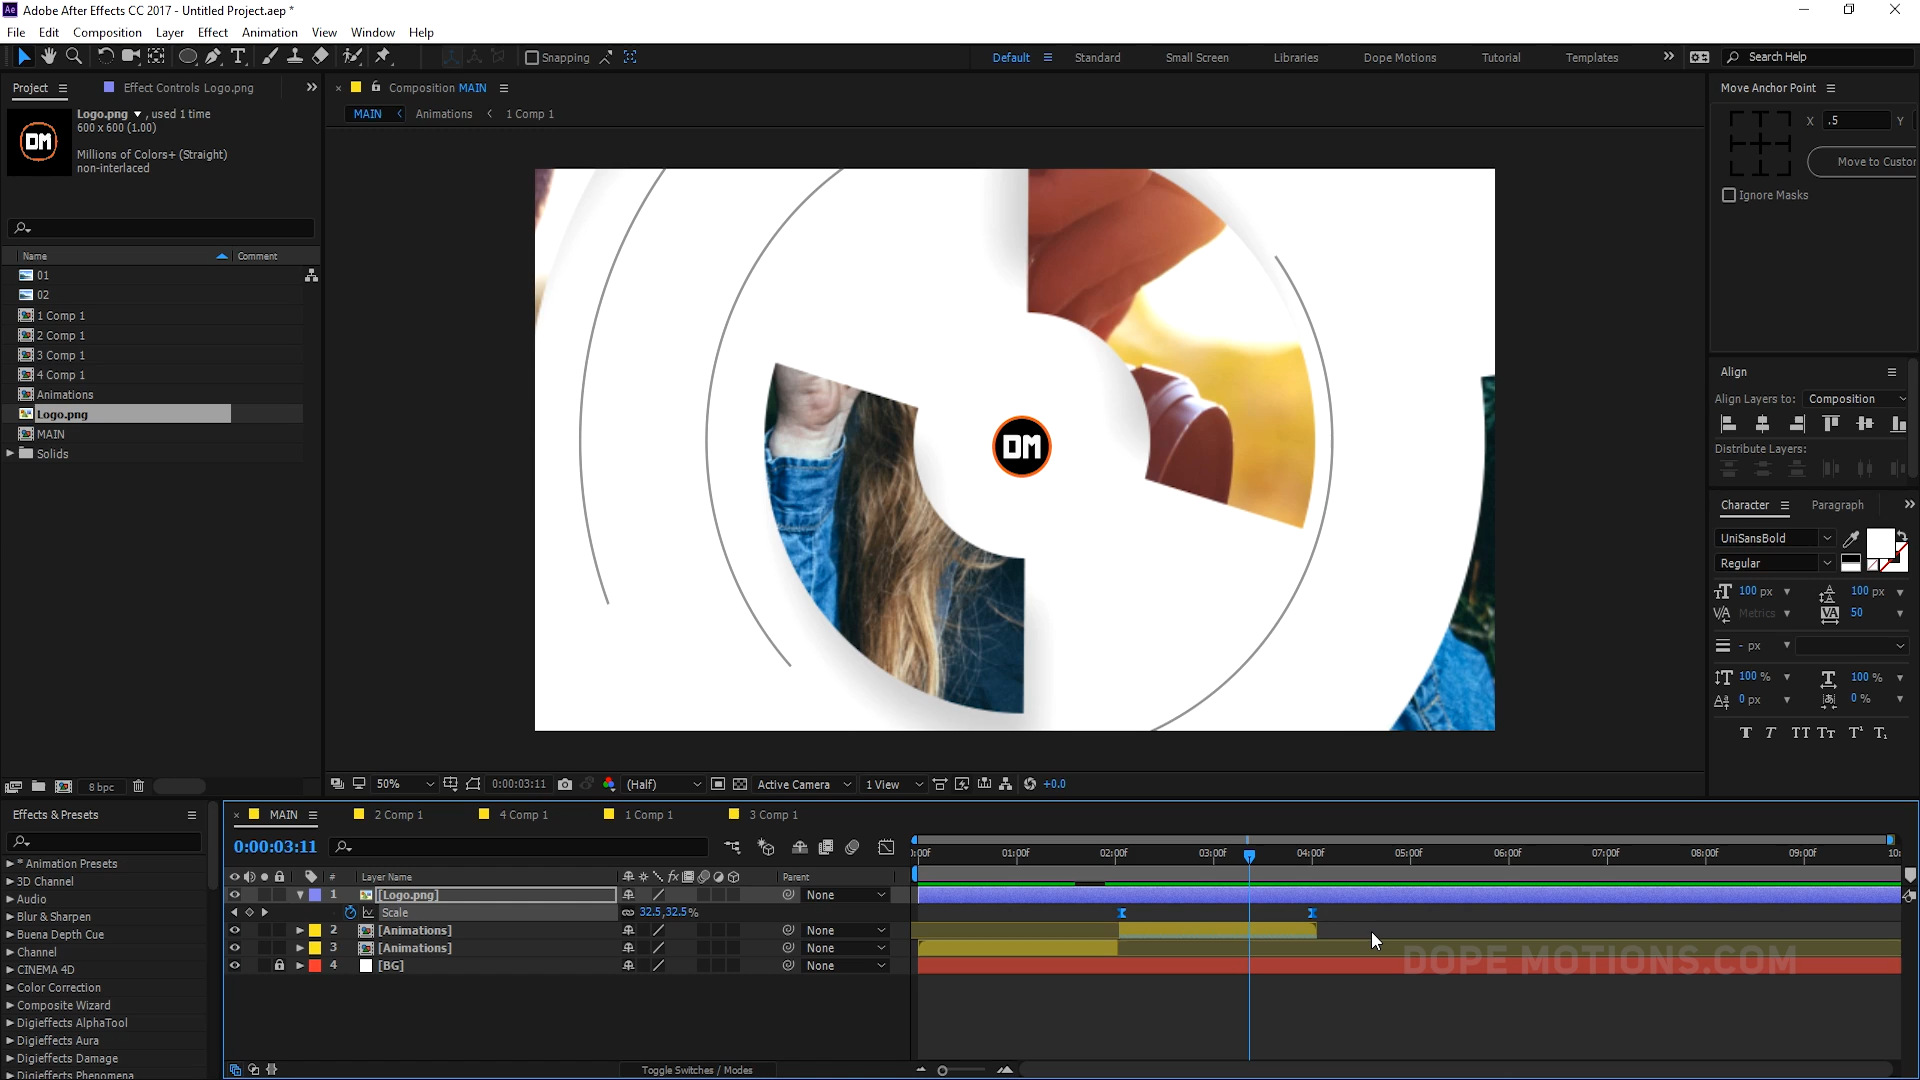 Adobe After Effects CC 2017 - Untitled Project.aep *
File Edit Composition Layer Effect Animation View Window Help
Snapping
Default Standard Small Screen Libraries Dope Motions Tutorial Templates Search Help
Project Effect Controls Logo.png
Composition MAIN
Move Anchor Point
Logo.png , used 1 time
600 x 600 (1.00)
Millions of Colors+ (Straight)
non-interlaced
MAIN Animations 1 Comp 1
X .5 Y
Move to Custor
Ignore Masks
Name Comment
01
02
1 Comp 1
2 Comp 1
3 Comp 1
4 Comp 1
Animations
Logo.png
MAIN
Solids
DM
DM
Align
Align Layers to: Composition
Distribute Layers:
Character Paragraph
UniSansBold
Regular
100 px 100 px
Metrics 50
- px
100 % 100 %
0 px 0 %
T T TT Tт T¹ T₁
8 bpc
50% 0:00:03:11 (Half) Active Camera 1 View +0.0
Effects & Presets
* Animation Presets
3D Channel
Audio
Blur & Sharpen
Buena Depth Cue
Channel
CINEMA 4D
Color Correction
Composite Wizard
Digieffects AlphaTool
Digieffects Aura
Digieffects Damage
Digieffects Phenomena
MAIN 2 Comp 1 4 Comp 1 1 Comp 1 3 Comp 1
0:00:03:11
):00f 01:00f 02:00f 03:00f 04:00f 05:00f 06:00f 07:00f 08:00f 09:00f 10:
# Layer Name Parent
1 [Logo.png] None
Scale 32.5,32.5%
2 [Animations] None
3 [Animations] None
4 [BG] None
Toggle Switches / Modes
DOPE MOTIONS.COM